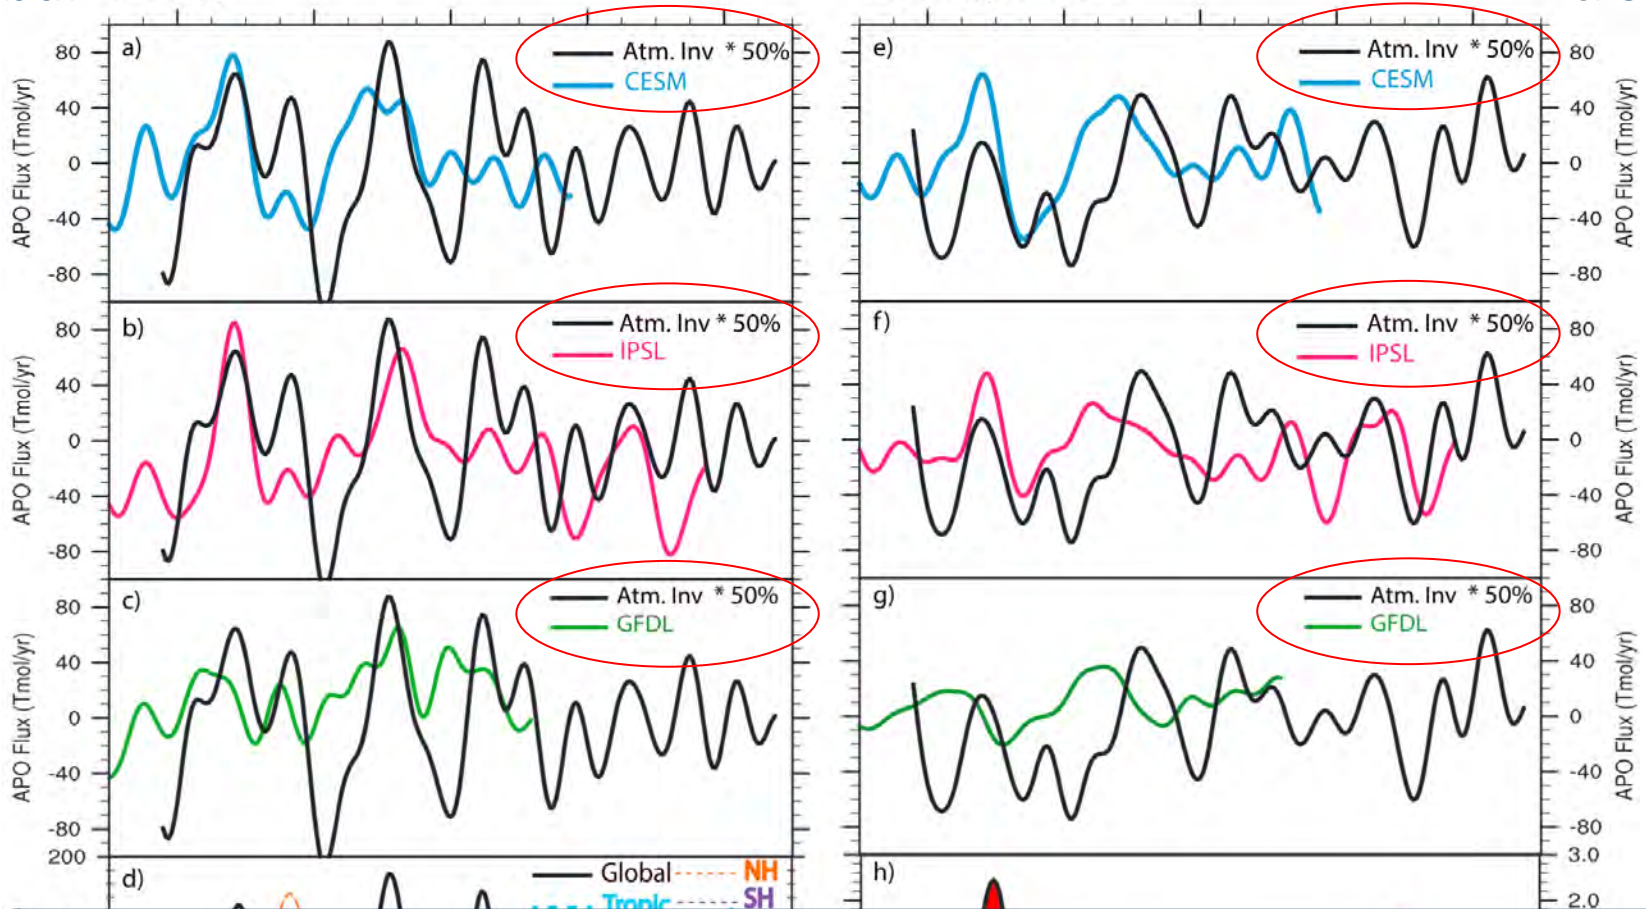 a)
Atm. Inv * 50%
CESM
80
40
0
-40
-80
APO Flux (Tmol/yr)
e)
Atm. Inv * 50%
CESM
80
40
0
-40
-80
APO Flux (Tmol/yr)
b)
Atm. Inv * 50%
IPSL
80
40
0
-40
-80
APO Flux (Tmol/yr)
f)
Atm. Inv * 50%
IPSL
80
40
0
-40
-80
APO Flux (Tmol/yr)
c)
Atm. Inv * 50%
GFDL
80
40
0
-40
-80
APO Flux (Tmol/yr)
g)
Atm. Inv * 50%
GFDL
80
40
0
-40
-80
APO Flux (Tmol/yr)
200
d)
Global NH
Tropic SH
3.0
h)
2.0